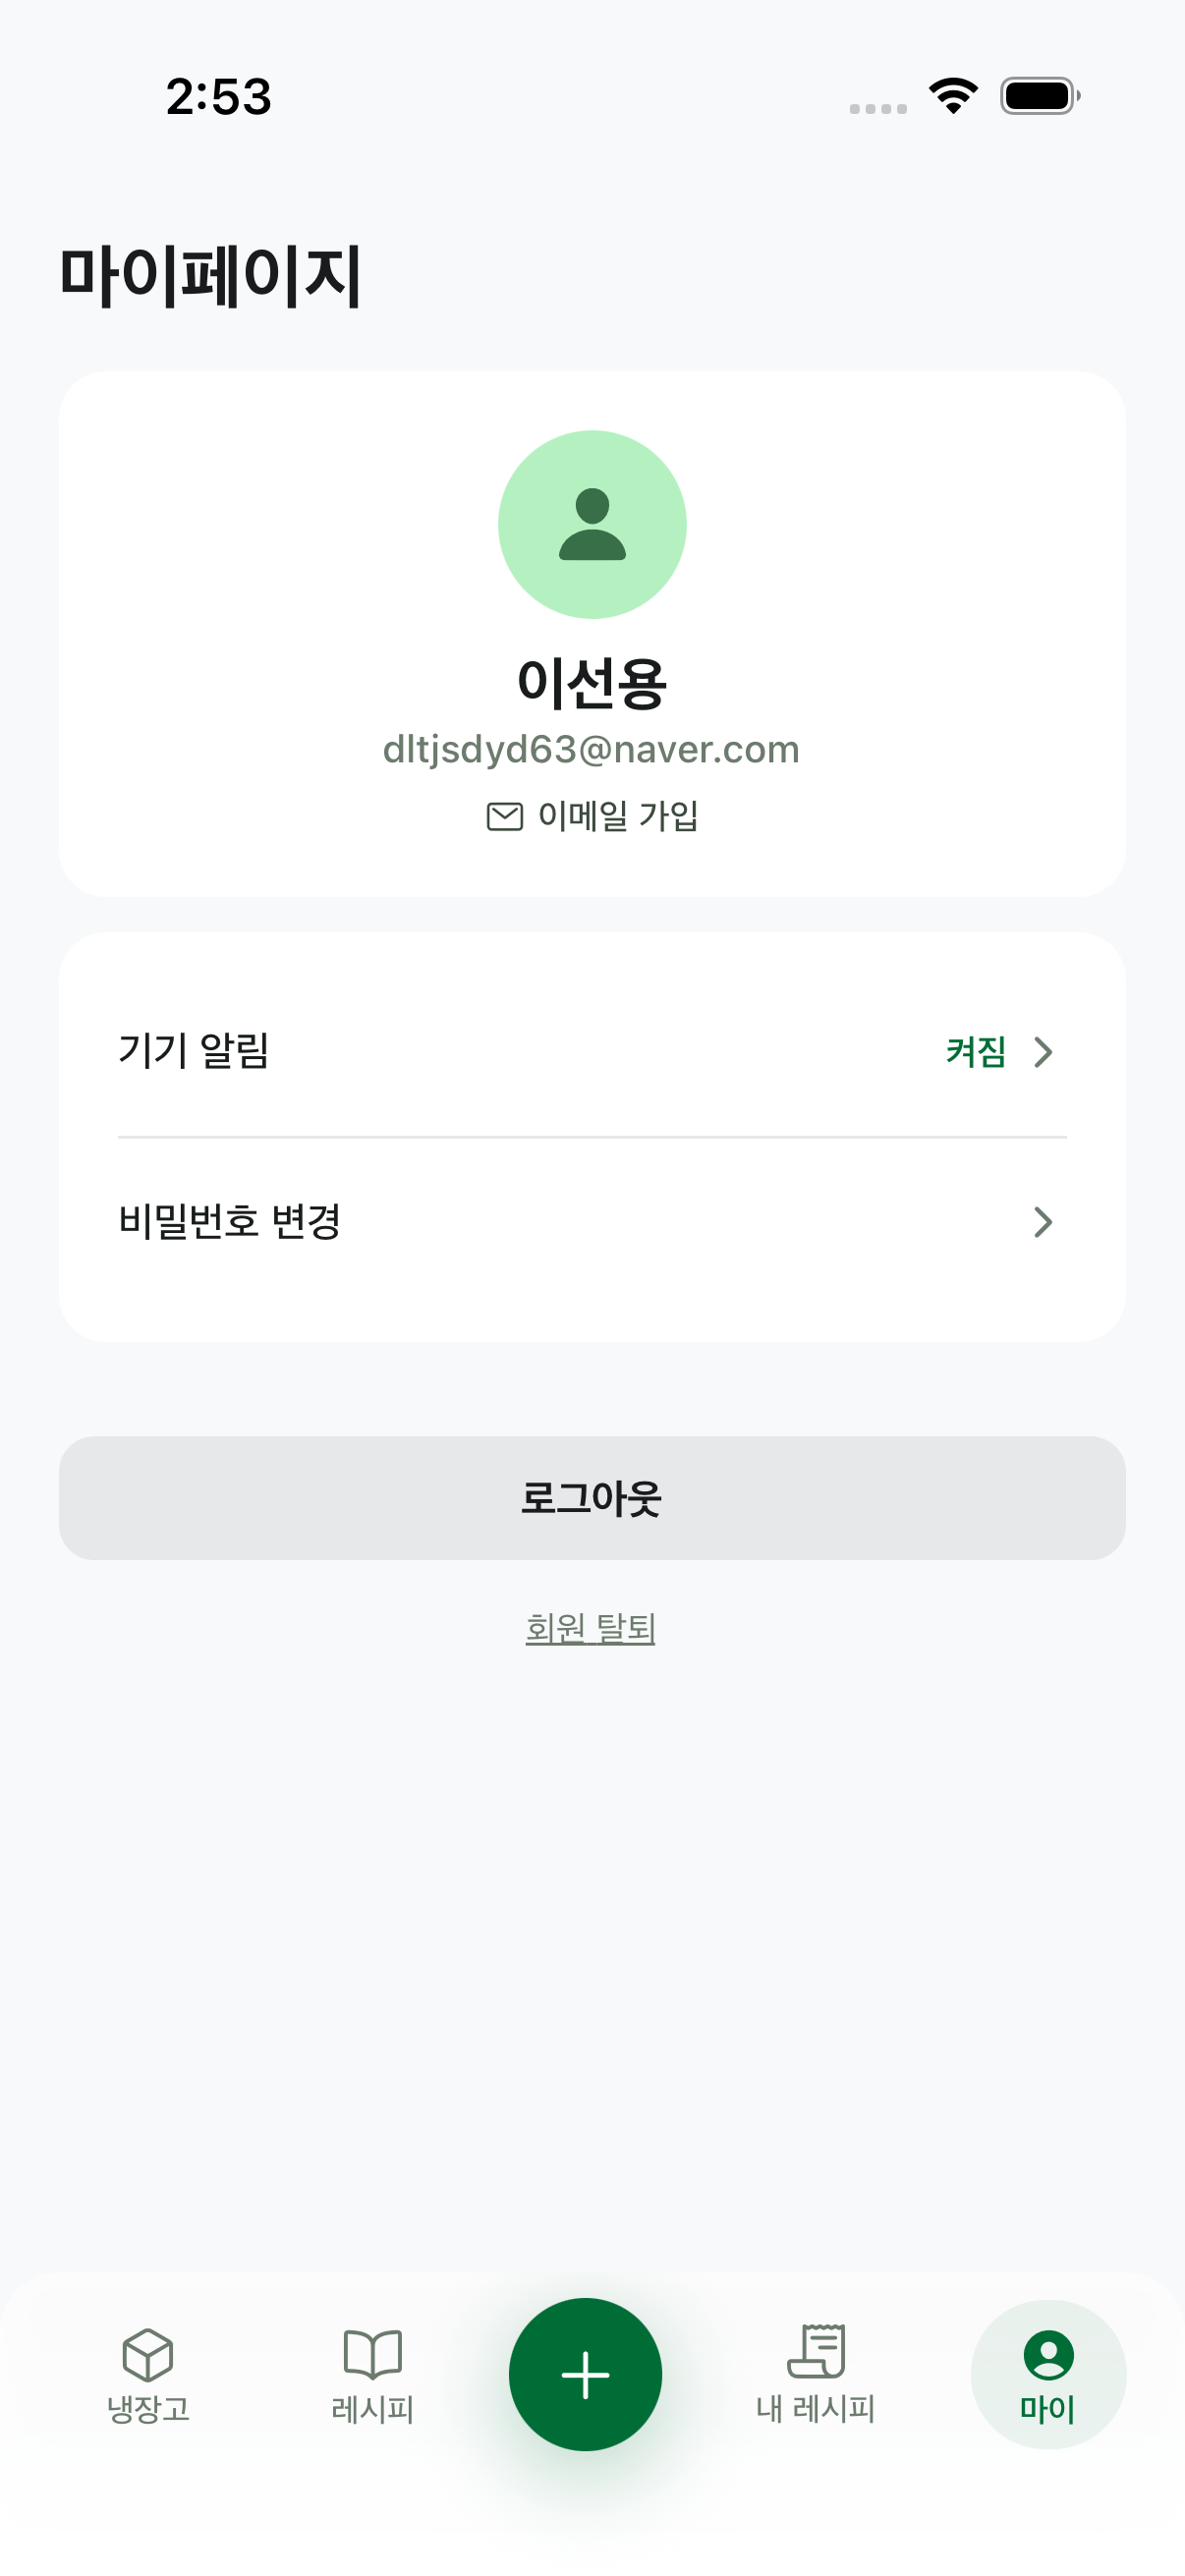 2:53
마이페이지
이선용
dltjsdyd63@naver.com
이메일 가입
기기 알림 켜짐
비밀번호 변경
로그아웃
회원 탈퇴
냉장고 레시피 내 레시피 마이